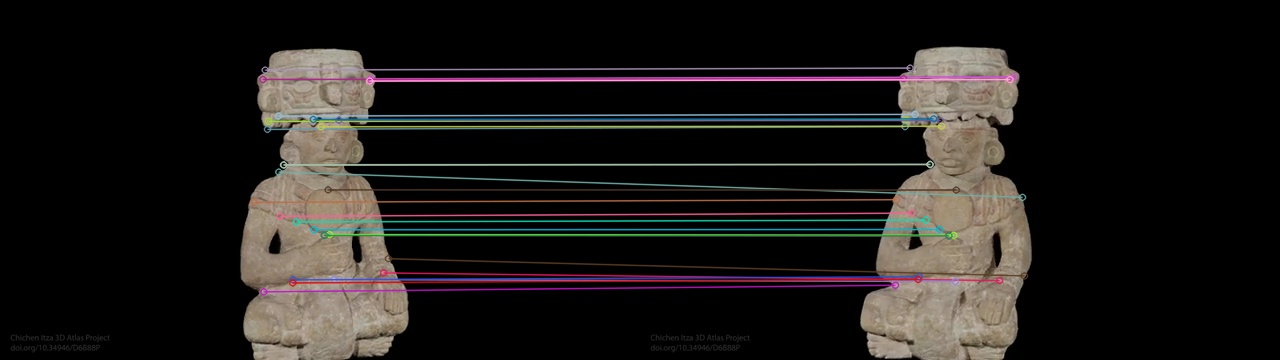 Chichen Itza 3D Atlas Project
doi.org/10.34946/D6B88P
Chichen Itza 3D Atlas Project
doi.org/10.34946/D6B88P